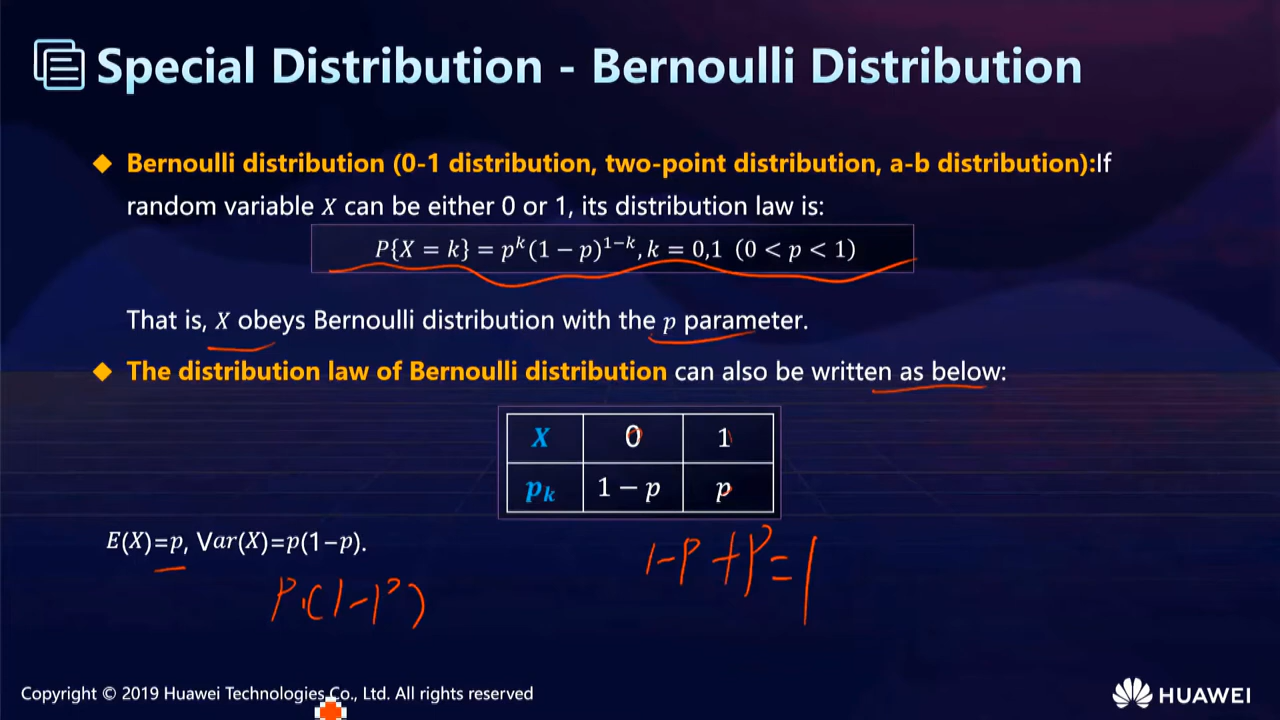 Special Distribution - Bernoulli Distribution
◆ Bernoulli distribution (0-1 distribution, two-point distribution, a-b distribution):If
random variable X can be either 0 or 1, its distribution law is:
P{X = k} = pᵏ(1 − p)¹⁻ᵏ, k = 0,1 (0 < p < 1)
That is, X obeys Bernoulli distribution with the p parameter.
◆ The distribution law of Bernoulli distribution can also be written as below:
X 0 1
pₖ 1 − p p
E(X)=p, Var(X)=p(1−p).
1-P+P=1
P.(1-P)
Copyright © 2019 Huawei Technologies Co., Ltd. All rights reserved
HUAWEI